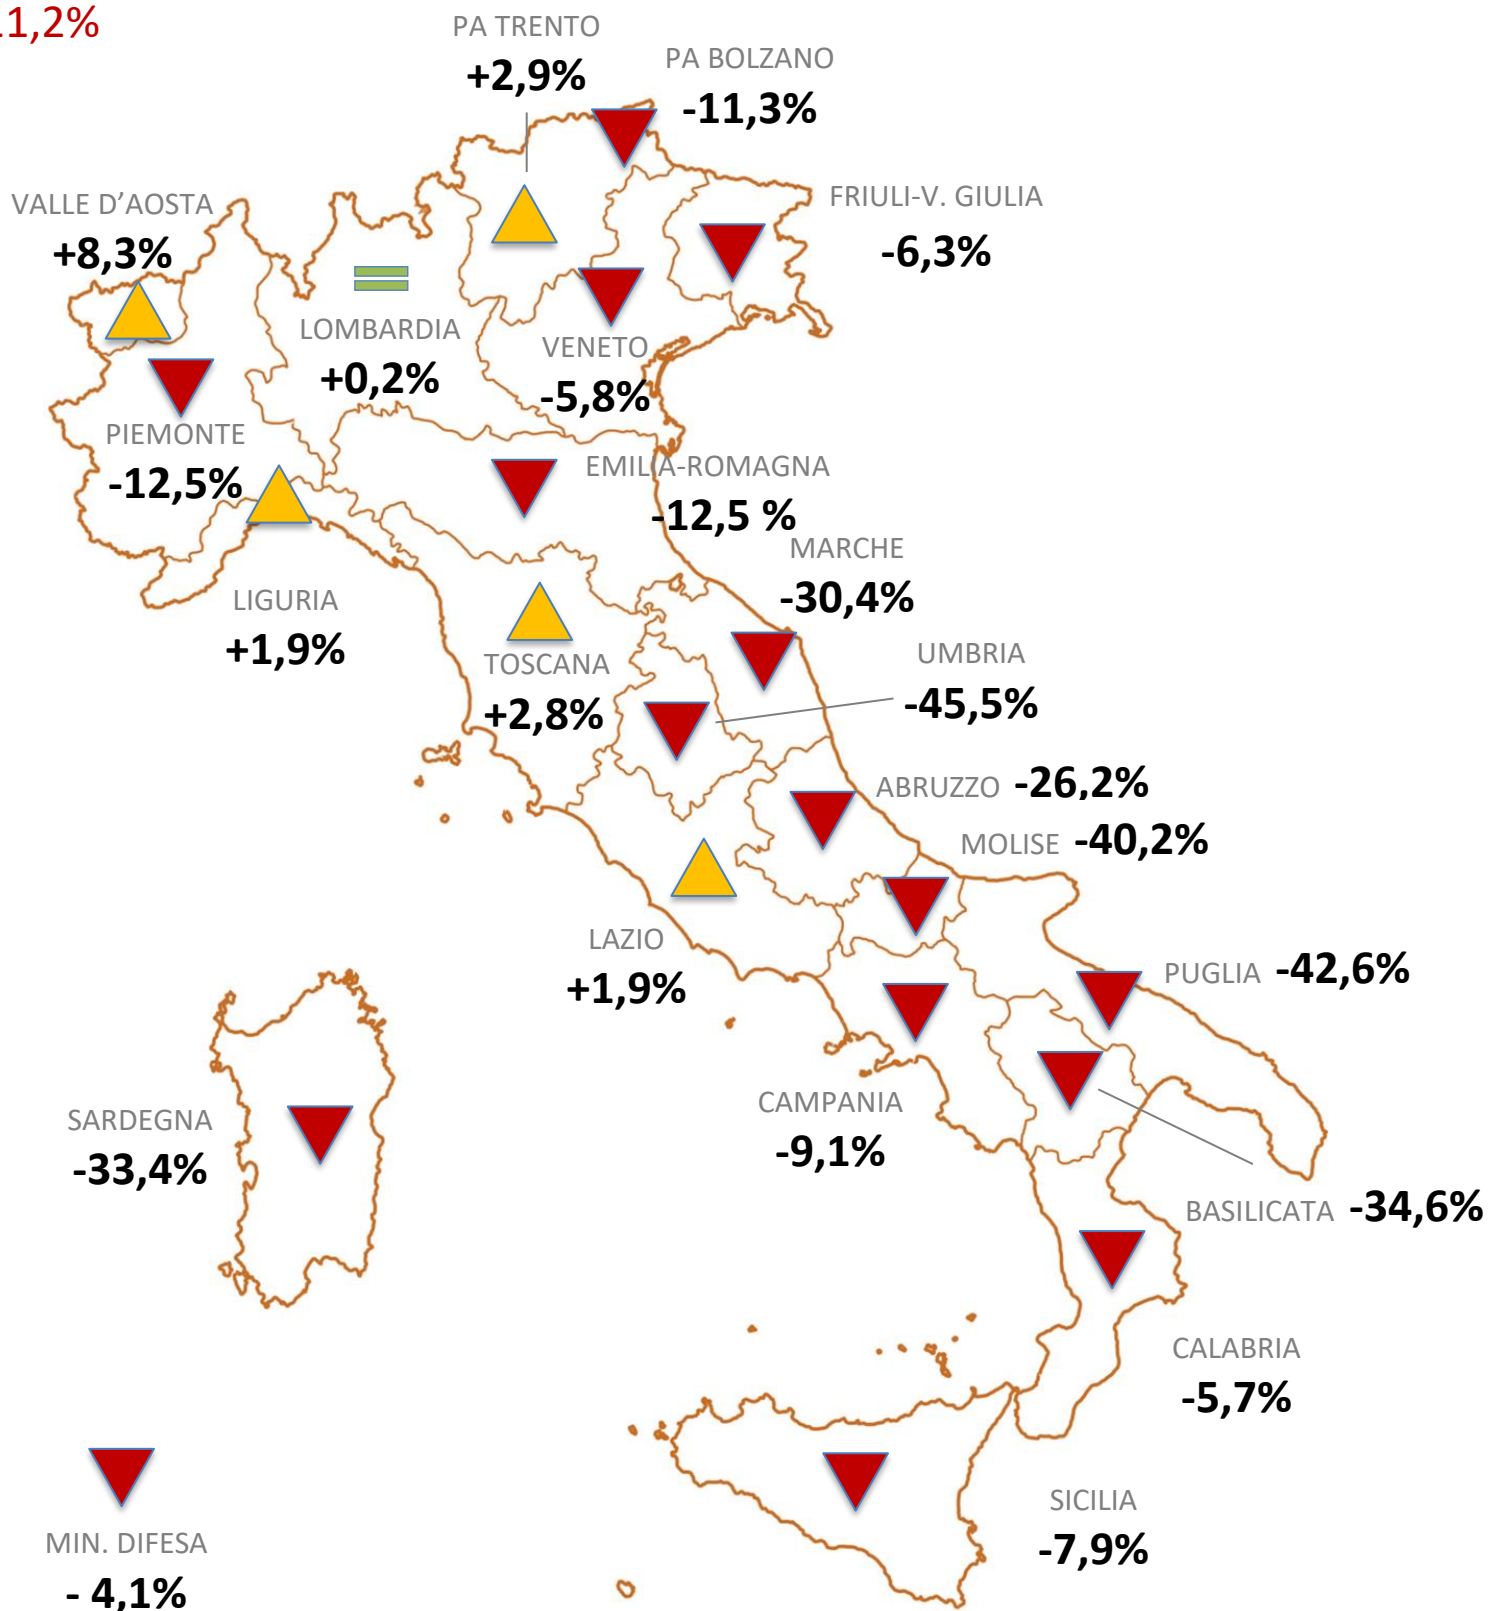 11,2%
PA TRENTO
+2,9%
PA BOLZANO
-11,3%
VALLE D’AOSTA
+8,3%
FRIULI-V. GIULIA
-6,3%
LOMBARDIA
+0,2%
VENETO
-5,8%
PIEMONTE
-12,5%
EMILIA-ROMAGNA
-12,5 %
MARCHE
-30,4%
LIGURIA
+1,9%
TOSCANA
+2,8%
UMBRIA
-45,5%
ABRUZZO -26,2%
MOLISE -40,2%
LAZIO
+1,9%
PUGLIA -42,6%
SARDEGNA
-33,4%
CAMPANIA
-9,1%
BASILICATA -34,6%
CALABRIA
-5,7%
SICILIA
-7,9%
MIN. DIFESA
- 4,1%